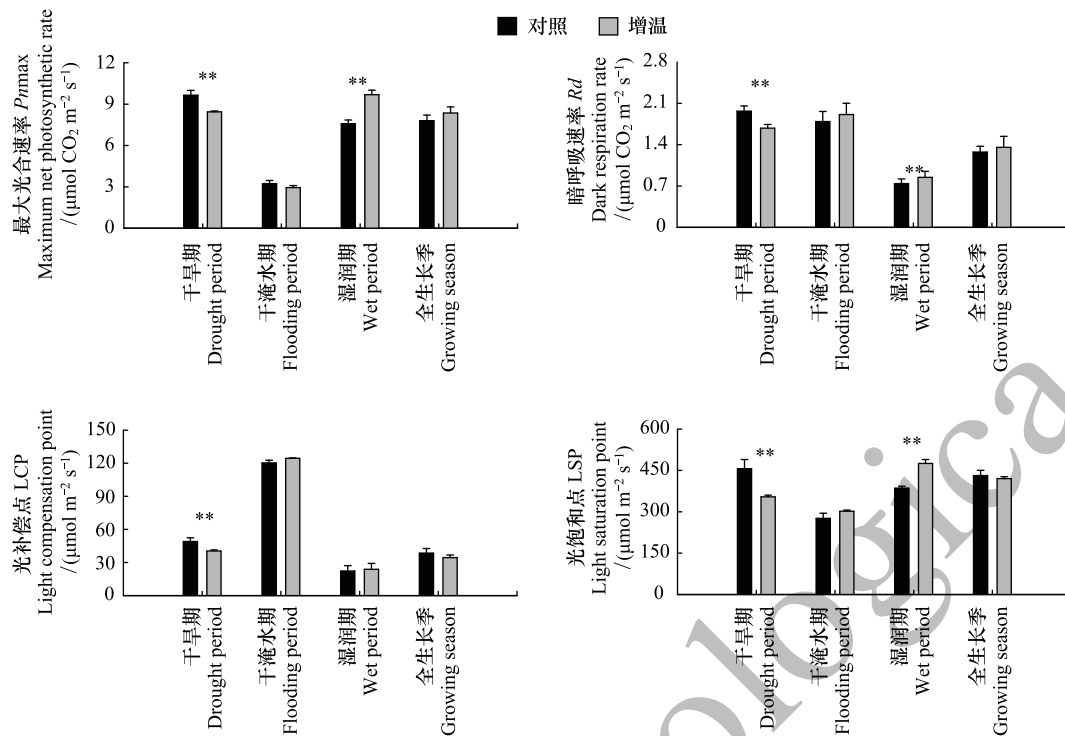 对照 增温
最大光合速率 Pnmax
Maximum net photosynthetic rate
/(μmol CO₂ m⁻² s⁻¹)
12
9
6
3
0
**
**
干旱期
Drought period
干淹水期
Flooding period
湿润期
Wet period
全生长季
Growing season
暗呼吸速率 Rd
Dark respiration rate
/(μmol CO₂ m⁻² s⁻¹)
2.8
2.1
1.4
0.7
0
**
**
干旱期
Drought period
干淹水期
Flooding period
湿润期
Wet period
全生长季
Growing season
光补偿点 LCP
Light compensation point
/(μmol m⁻² s⁻¹)
150
120
90
60
30
0
**
干旱期
Drought period
干淹水期
Flooding period
湿润期
Wet period
全生长季
Growing season
光饱和点 LSP
Light saturation point
/(μmol m⁻² s⁻¹)
600
450
300
150
0
**
**
干旱期
Drought period
干淹水期
Flooding period
湿润期
Wet period
全生长季
Growing season
ologica